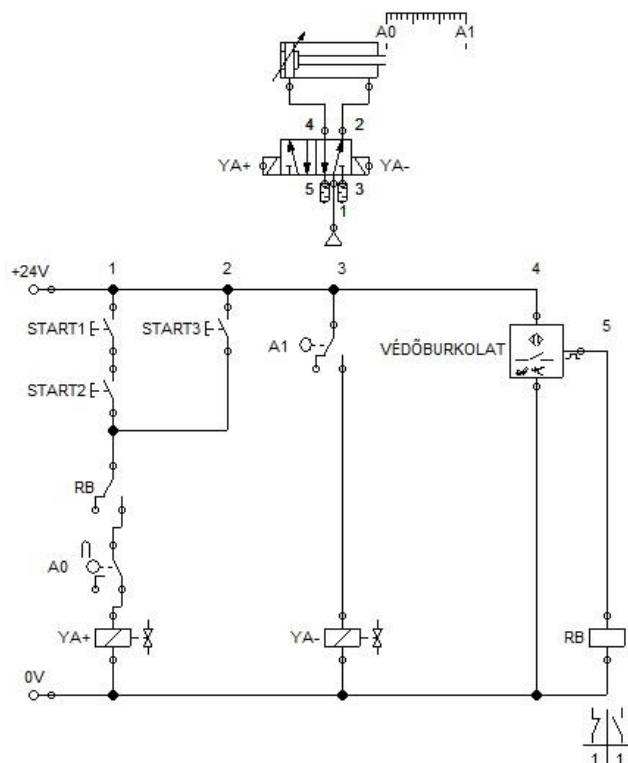 A0 A1
4 2
YA+ YA-
5 3
1
1 2 3 4
+24V
5
START1 START3 A1 VÉDŐBURKOLAT
START2
RB
A0
YA+ YA- RB
0V
1 1